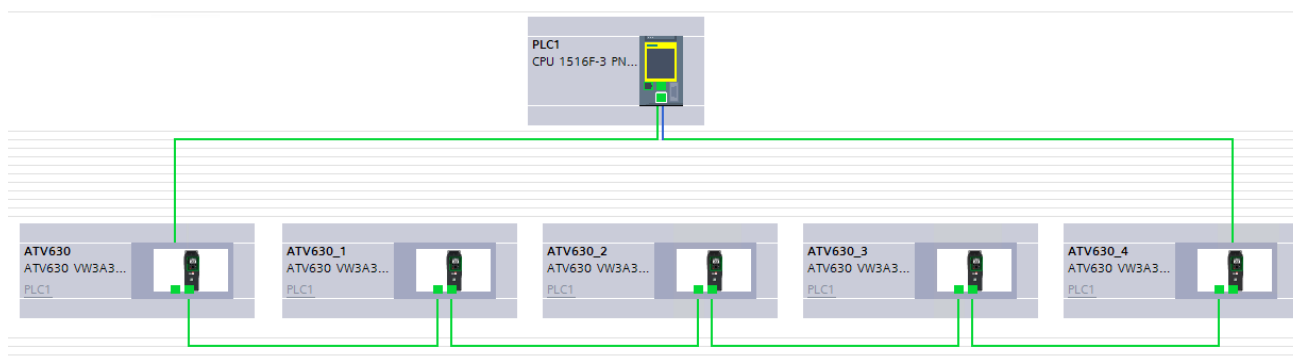 PLC1
CPU 1516F-3 PN...
ATV630
ATV630 VW3A3...
PLC1
ATV630_1
ATV630 VW3A3...
PLC1
ATV630_2
ATV630 VW3A3...
PLC1
ATV630_3
ATV630 VW3A3...
PLC1
ATV630_4
ATV630 VW3A3...
PLC1